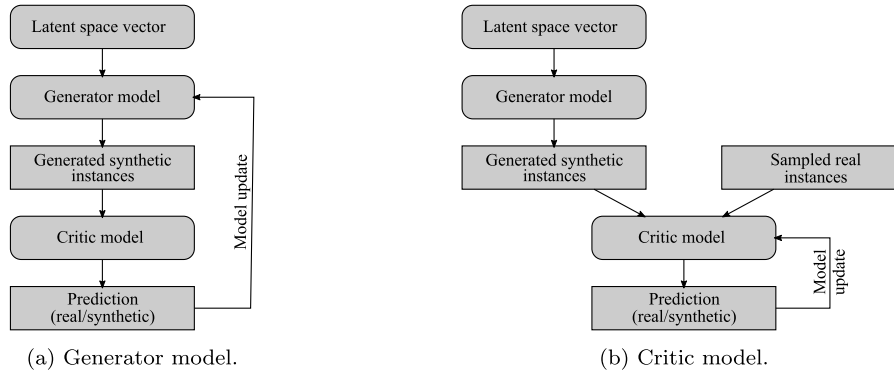 Latent space vector
Generator model
Generated synthetic
instances
Critic model
Prediction
(real/synthetic)
Model update
(a) Generator model.
Latent space vector
Generator model
Generated synthetic
instances
Sampled real
instances
Critic model
Prediction
(real/synthetic)
Model
update
(b) Critic model.